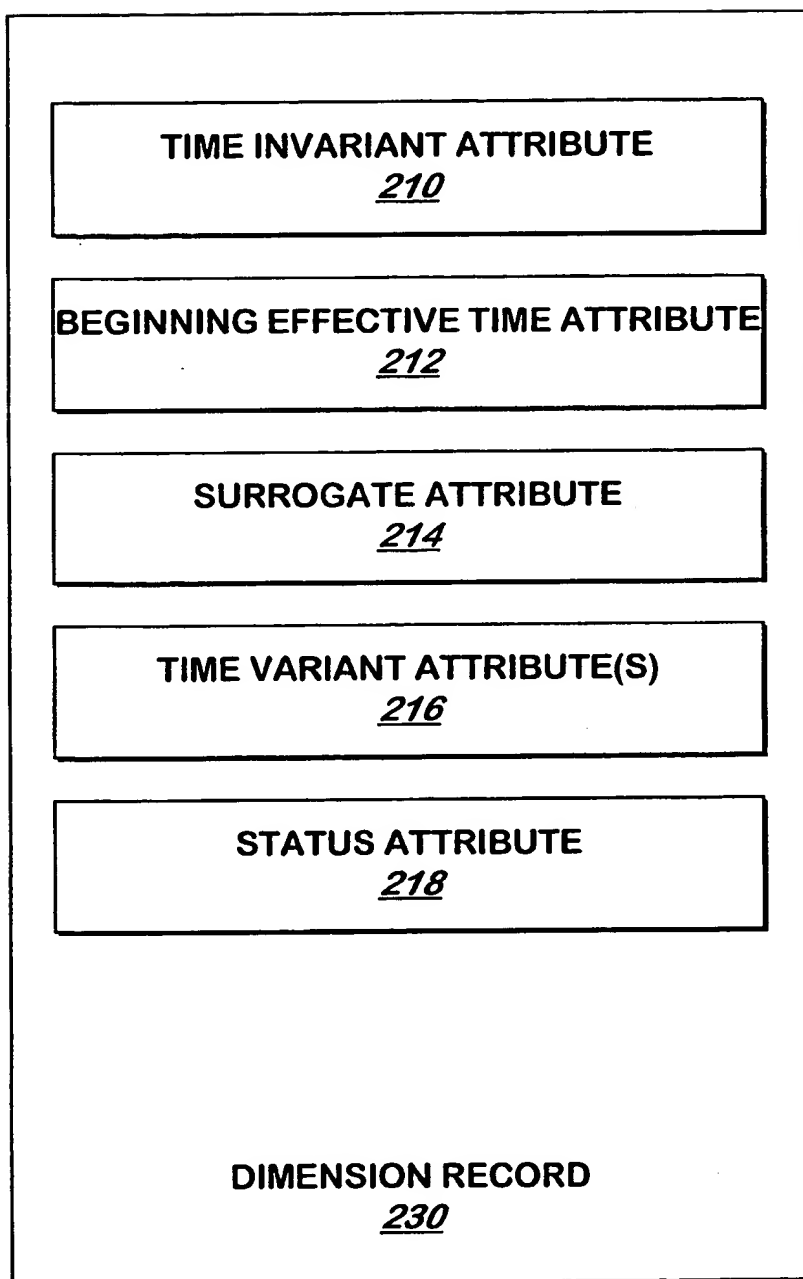 TIME INVARIANT ATTRIBUTE
210
BEGINNING EFFECTIVE TIME ATTRIBUTE
212
SURROGATE ATTRIBUTE
214
TIME VARIANT ATTRIBUTE(S)
216
STATUS ATTRIBUTE
218
DIMENSION RECORD
230